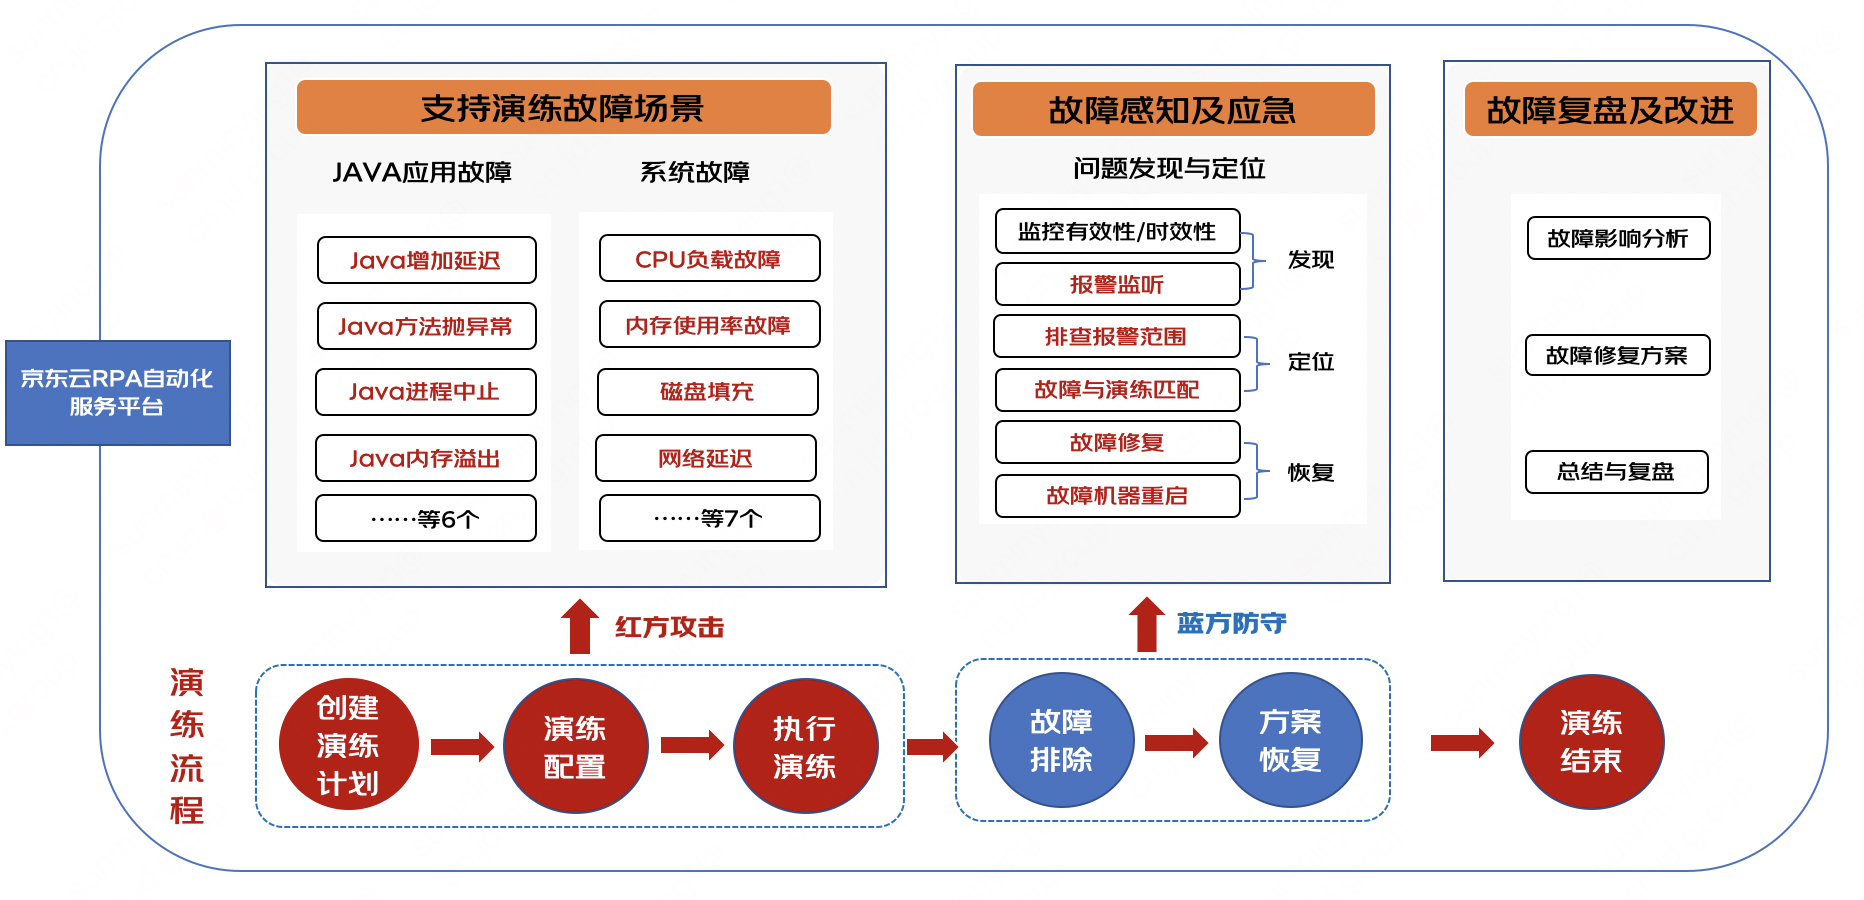 支持演练故障场景
JAVA应用故障
系统故障
Java增加延迟
CPU负载故障
Java方法抛异常
内存使用率故障
Java进程中止
磁盘填充
Java内存溢出
网络延迟
……等6个
……等7个
故障感知及应急
问题发现与定位
监控有效性/时效性
报警监听
发现
排查报警范围
故障与演练匹配
定位
故障修复
故障机器重启
恢复
故障复盘及改进
故障影响分析
故障修复方案
总结与复盘
京东云RPA自动化
服务平台
红方攻击
蓝方防守
演
练
流
程
创建
演练
计划
演练
配置
执行
演练
故障
排除
方案
恢复
演练
结束